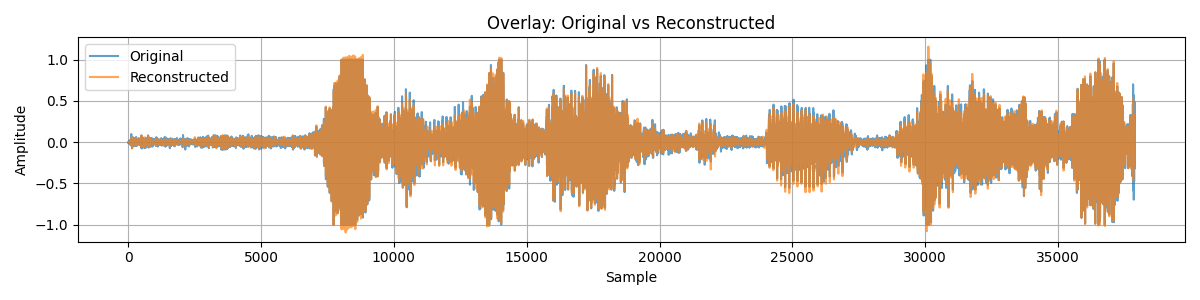 Overlay: Original vs Reconstructed
Original
Reconstructed
Amplitude
1.0
0.5
0.0
−0.5
−1.0
0 5000 10000 15000 20000 25000 30000 35000
Sample